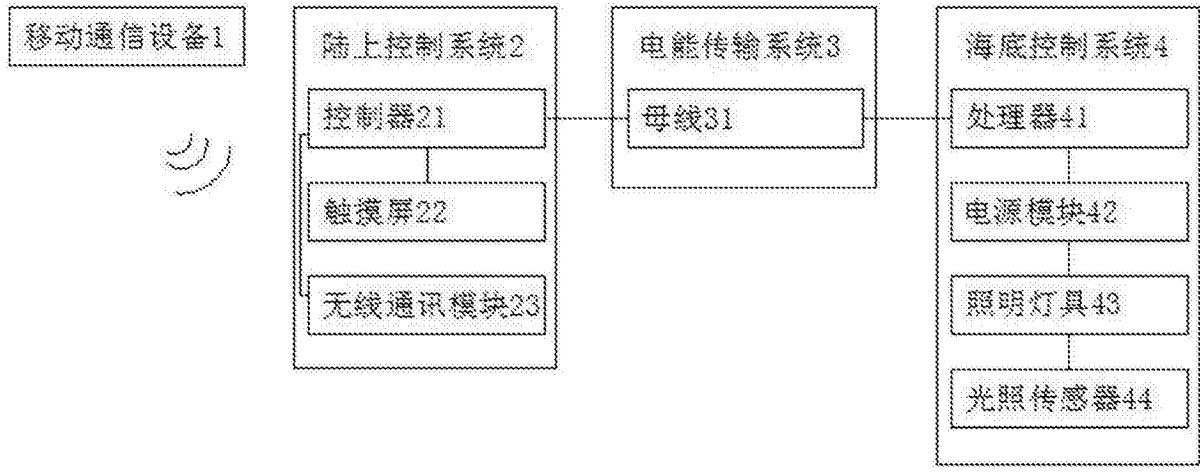 移动通信设备1
陆上控制系统2
控制器21
触摸屏22
无线通讯模块23
电能传输系统3
母线31
海底控制系统4
处理器41
电源模块42
照明灯具43
光照传感器44